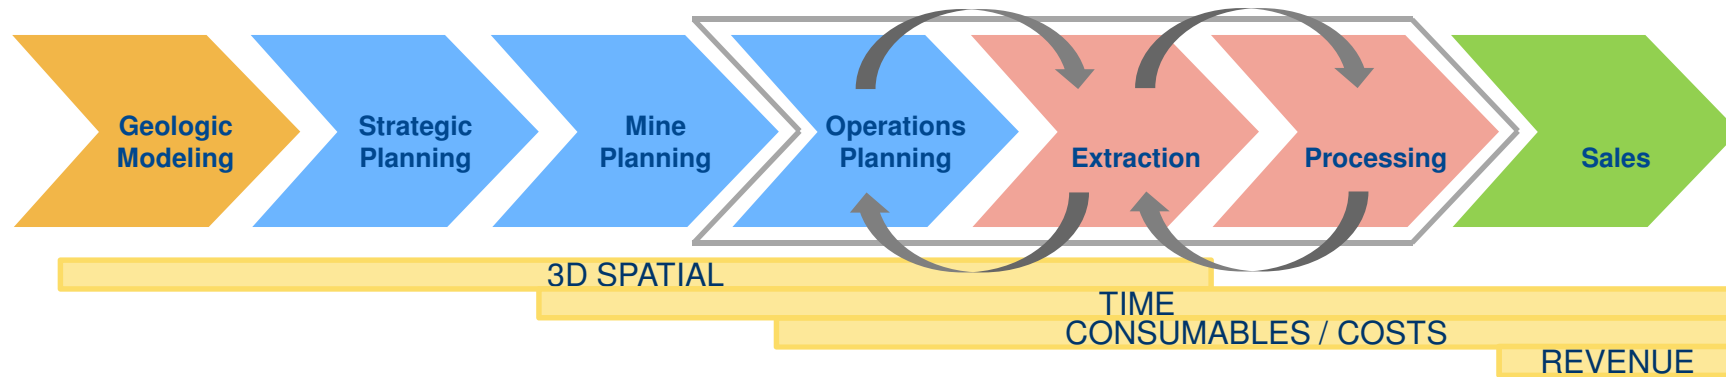 Geologic
Modeling
Strategic
Planning
Mine
Planning
Operations
Planning
Extraction
Processing
Sales
3D SPATIAL
TIME
CONSUMABLES / COSTS
REVENUE